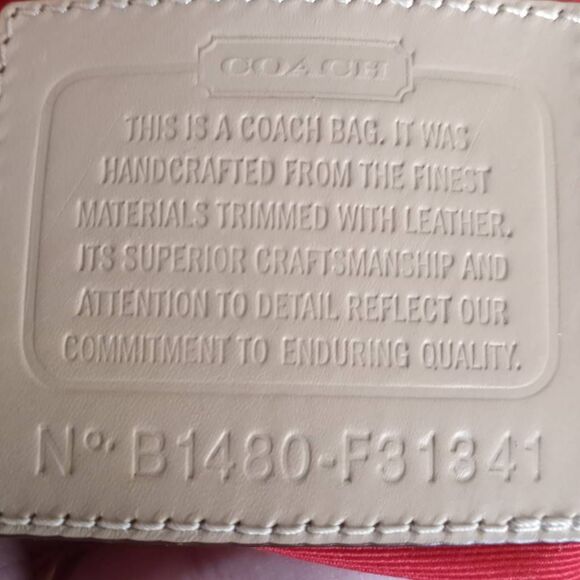 COACH
THIS IS A COACH BAG. IT WAS
HANDCRAFTED FROM THE FINEST
MATERIALS TRIMMED WITH LEATHER.
ITS SUPERIOR CRAFTSMANSHIP AND
ATTENTION TO DETAIL REFLECT OUR
COMMITMENT TO ENDURING QUALITY.
Nº. B1480-F31341